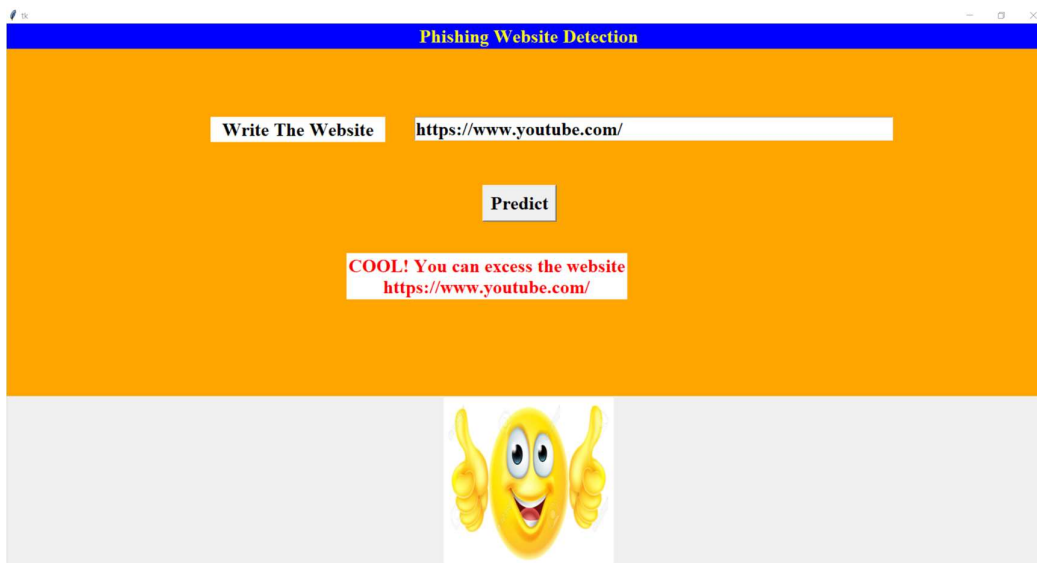 tk
Phishing Website Detection
Write The Website
https://www.youtube.com/
Predict
COOL! You can excess the website
https://www.youtube.com/